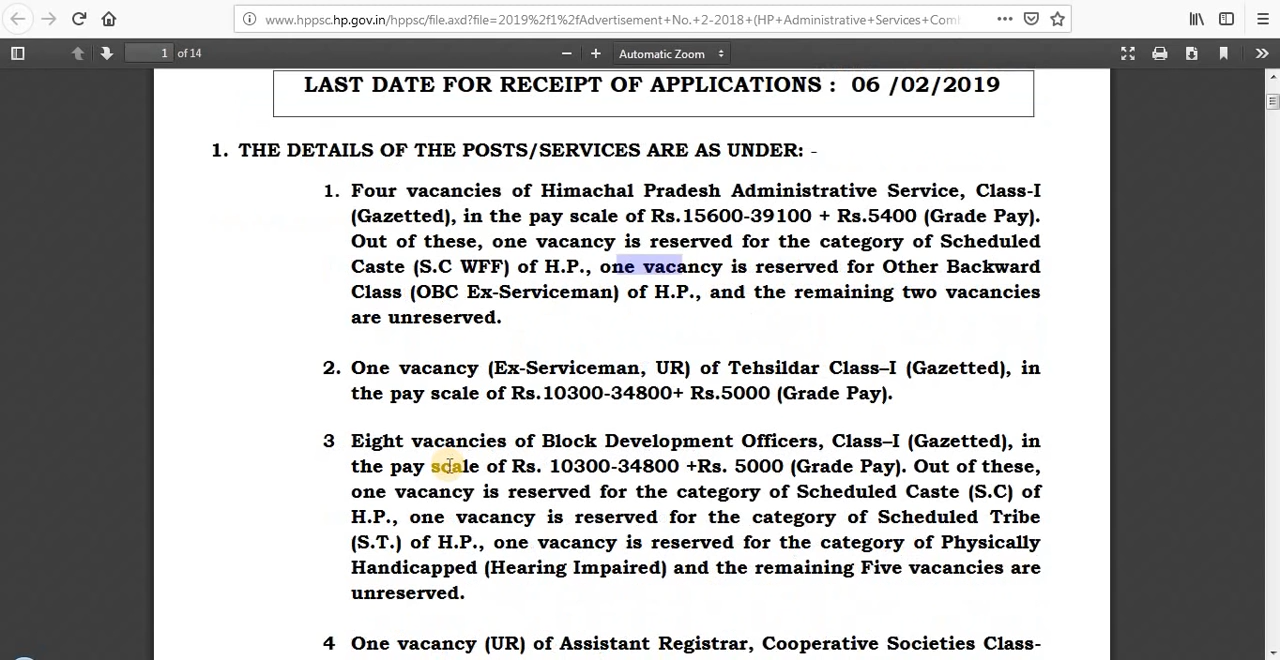 www.hppsc.hp.gov.in/hppsc/file.axd?file=2019%2f1%2fAdvertisement+No.+2-2018+(HP+Administrative+Services+Comb
1 of 14
Automatic Zoom
LAST DATE FOR RECEIPT OF APPLICATIONS : 06 /02/2019
1. THE DETAILS OF THE POSTS/SERVICES ARE AS UNDER: -
1. Four vacancies of Himachal Pradesh Administrative Service, Class-I
(Gazetted), in the pay scale of Rs.15600-39100 + Rs.5400 (Grade Pay).
Out of these, one vacancy is reserved for the category of Scheduled
Caste (S.C WFF) of H.P., one vacancy is reserved for Other Backward
Class (OBC Ex-Serviceman) of H.P., and the remaining two vacancies
are unreserved.
2. One vacancy (Ex-Serviceman, UR) of Tehsildar Class–I (Gazetted), in
the pay scale of Rs.10300-34800+ Rs.5000 (Grade Pay).
3 Eight vacancies of Block Development Officers, Class–I (Gazetted), in
the pay scale of Rs. 10300-34800 +Rs. 5000 (Grade Pay). Out of these,
one vacancy is reserved for the category of Scheduled Caste (S.C) of
H.P., one vacancy is reserved for the category of Scheduled Tribe
(S.T.) of H.P., one vacancy is reserved for the category of Physically
Handicapped (Hearing Impaired) and the remaining Five vacancies are
unreserved.
4 One vacancy (UR) of Assistant Registrar, Cooperative Societies Class-